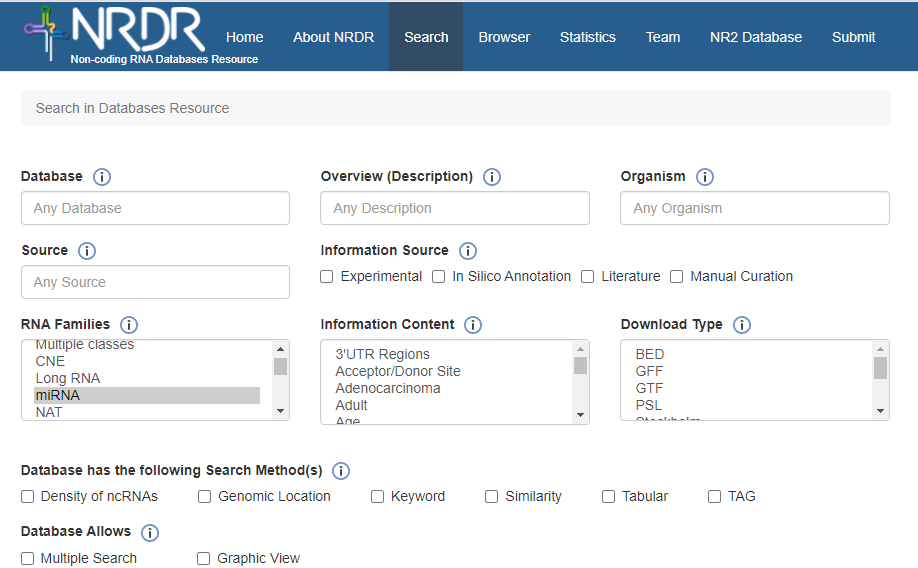 NRDR
Non-coding RNA Databases Resource
Home About NRDR Search Browser Statistics Team NR2 Database Submit
Search in Databases Resource
Database i Overview (Description) i Organism i
Any Database Any Description Any Organism
Source i Information Source i
Any Source Experimental In Silico Annotation Literature Manual Curation
RNA Families i Information Content i Download Type i
Multiple classes
CNE
Long RNA
miRNA
NAT
3'UTR Regions
Acceptor/Donor Site
Adenocarcinoma
Adult
Age
BED
GFF
GTF
PSL
Stockholm
Database has the following Search Method(s) i
Density of ncRNAs Genomic Location Keyword Similarity Tabular TAG
Database Allows i
Multiple Search Graphic View